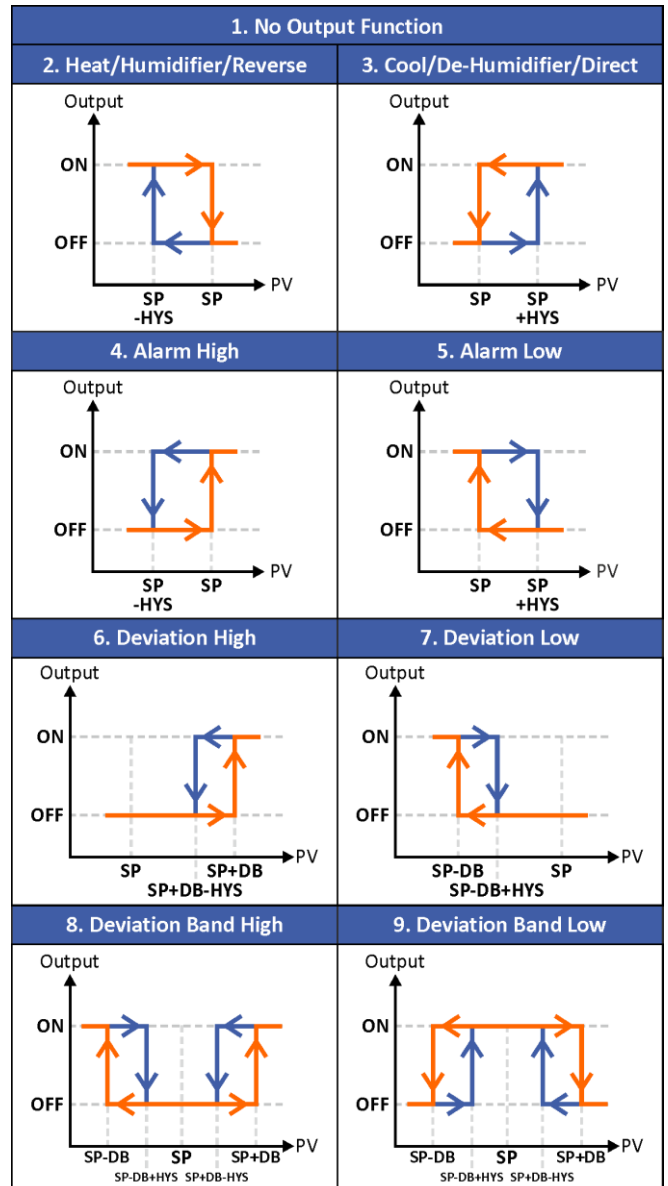 1. No Output Function
2. Heat/Humidifier/Reverse
3. Cool/De-Humidifier/Direct
Output
ON
OFF
PV
SP
-HYS
SP
Output
ON
OFF
PV
SP
SP
+HYS
4. Alarm High
5. Alarm Low
Output
ON
OFF
PV
SP
-HYS
SP
Output
ON
OFF
PV
SP
SP
+HYS
6. Deviation High
7. Deviation Low
Output
ON
OFF
PV
SP
SP+DB
SP+DB-HYS
Output
ON
OFF
PV
SP-DB
SP
SP-DB+HYS
8. Deviation Band High
9. Deviation Band Low
Output
ON
OFF
PV
SP-DB
SP
SP+DB
SP-DB+HYS
SP+DB-HYS
Output
ON
OFF
PV
SP-DB
SP
SP+DB
SP-DB+HYS
SP+DB-HYS